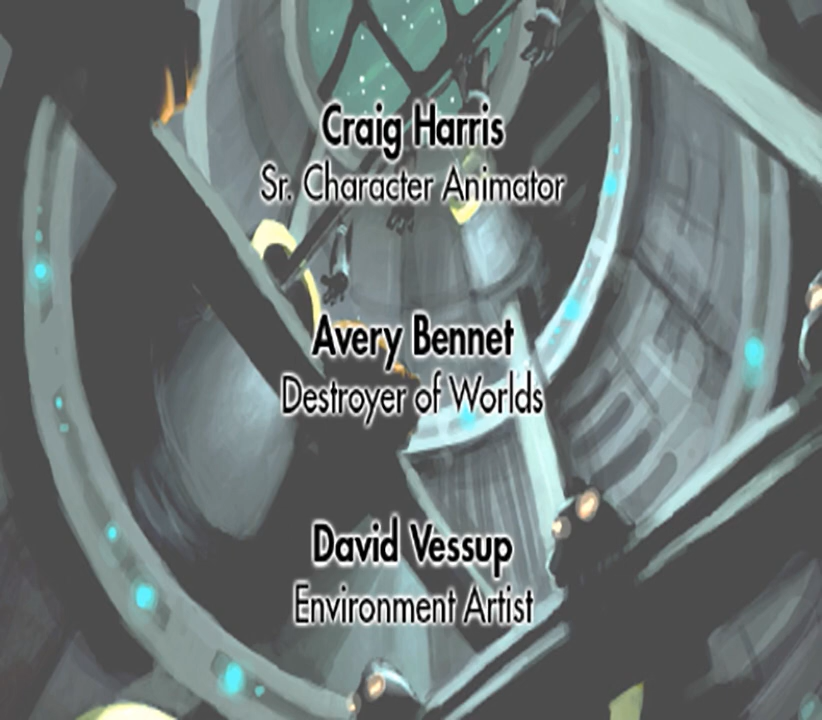 Craig Harris
Sr. Character Animator
Avery Bennet
Destroyer of Worlds
David Vessup
Environment Artist